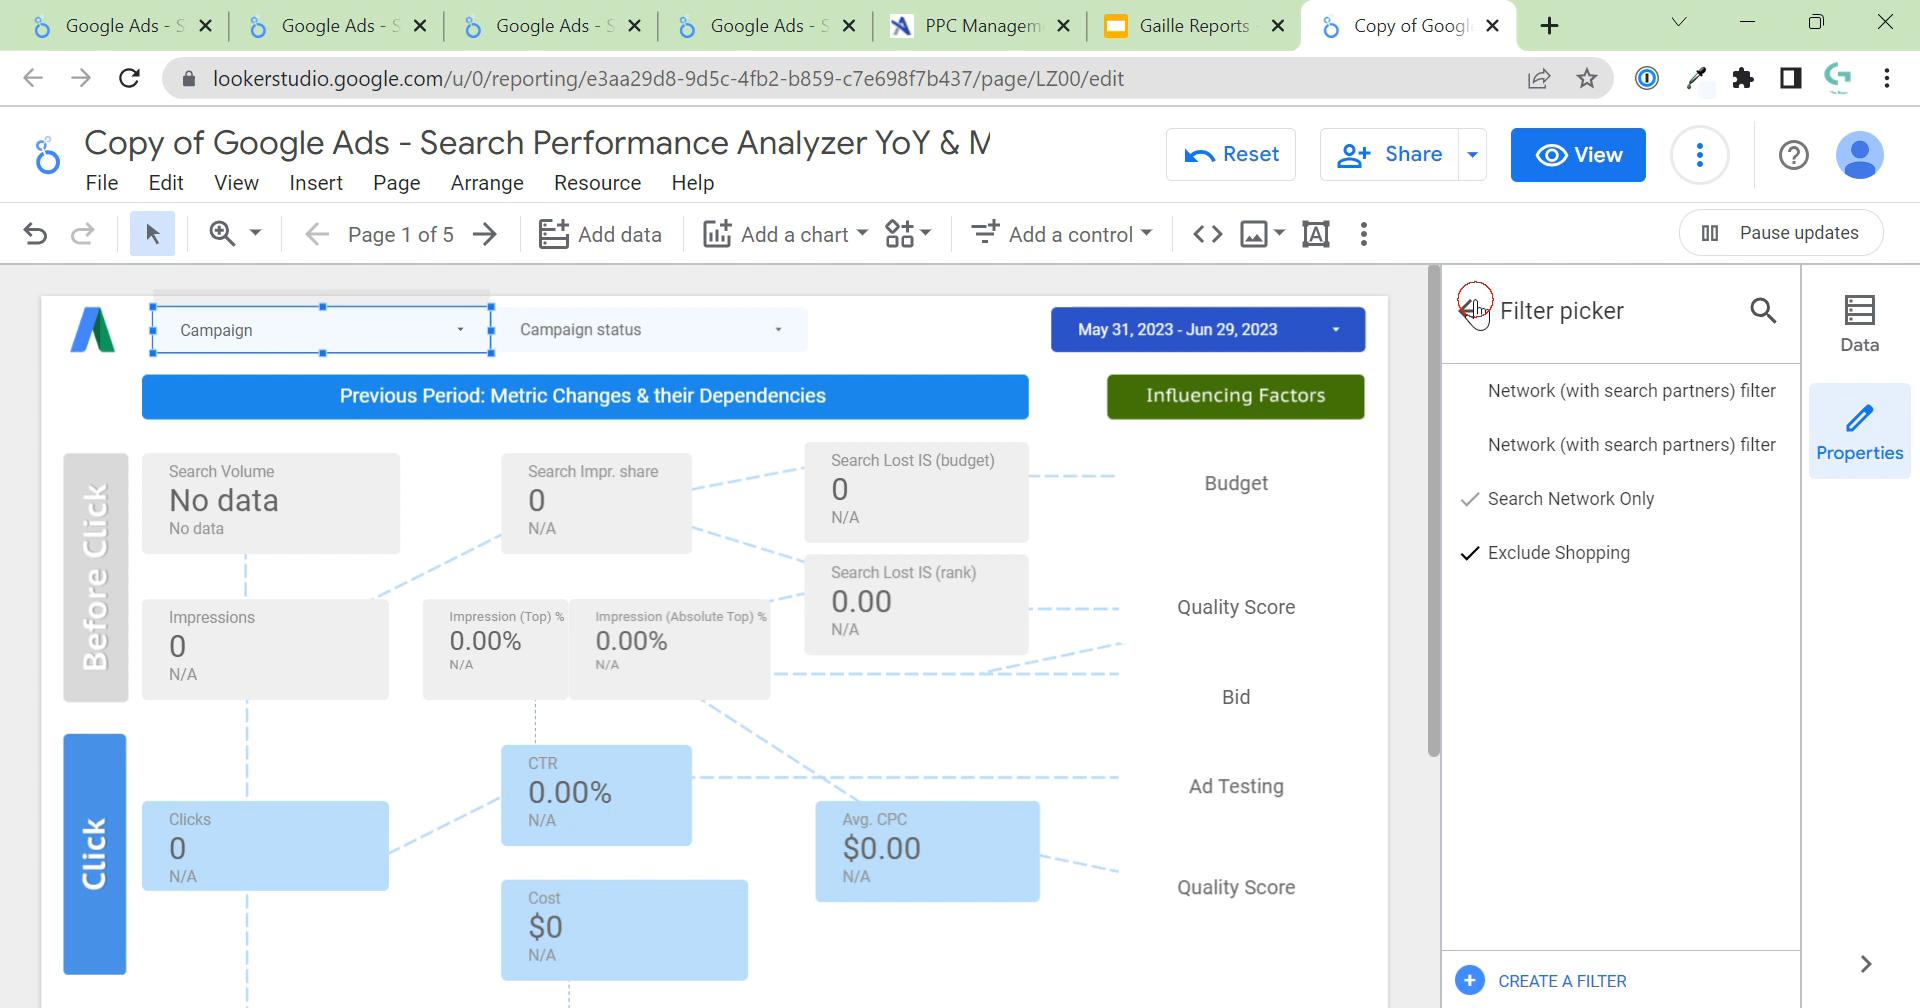 Google Ads - S
Google Ads - S
Google Ads - S
Google Ads - S
PPC Managem
Gaille Reports
Copy of Googl
lookerstudio.google.com/u/0/reporting/e3aa29d8-9d5c-4fb2-b859-c7e698f7b437/page/LZ00/edit
Copy of Google Ads - Search Performance Analyzer YoY & M
Reset
Share
View
File Edit View Insert Page Arrange Resource Help
Page 1 of 5
Add data
Add a chart
Add a control
Pause updates
Campaign
Campaign status
May 31, 2023 - Jun 29, 2023
Filter picker
Data
Properties
Previous Period: Metric Changes & their Dependencies
Influencing Factors
Network (with search partners) filter
Network (with search partners) filter
Search Network Only
Exclude Shopping
CREATE A FILTER
Before Click
Search Volume
No data
No data
Search Impr. share
0
N/A
Search Lost IS (budget)
0
N/A
Budget
Search Lost IS (rank)
0.00
N/A
Quality Score
Impressions
0
N/A
Impression (Top) %
0.00%
N/A
Impression (Absolute Top) %
0.00%
N/A
Bid
Click
CTR
0.00%
N/A
Ad Testing
Clicks
0
N/A
Avg. CPC
$0.00
N/A
Quality Score
Cost
$0
N/A